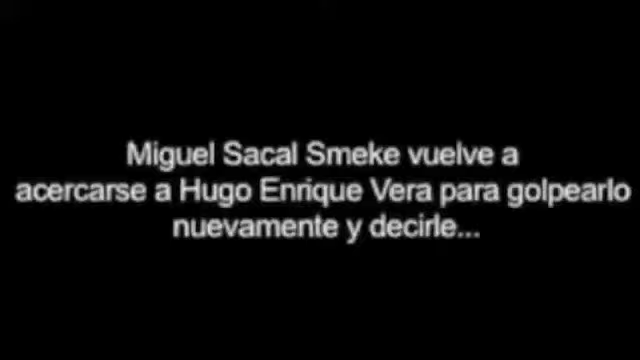 Miguel Sacal Smeke vuelve a
acercarse a Hugo Enrique Vera para golpearlo
nuevamente y decirle...